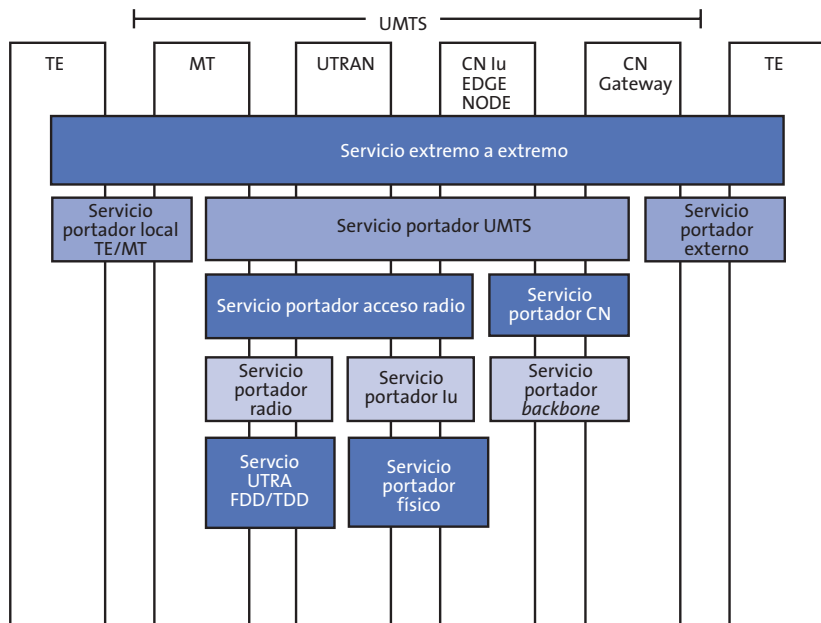 UMTS
TE
MT
UTRAN
CN Iu
EDGE
NODE
CN
Gateway
TE
Servicio extremo a extremo
Servicio
portador local
TE/MT
Servicio portador UMTS
Servicio
portador
externo
Servicio portador acceso radio
Servicio
portador CN
Servicio
portador
radio
Servicio
portador Iu
Servicio
portador
backbone
Servcio
UTRA
FDD/TDD
Servicio
portador
físico